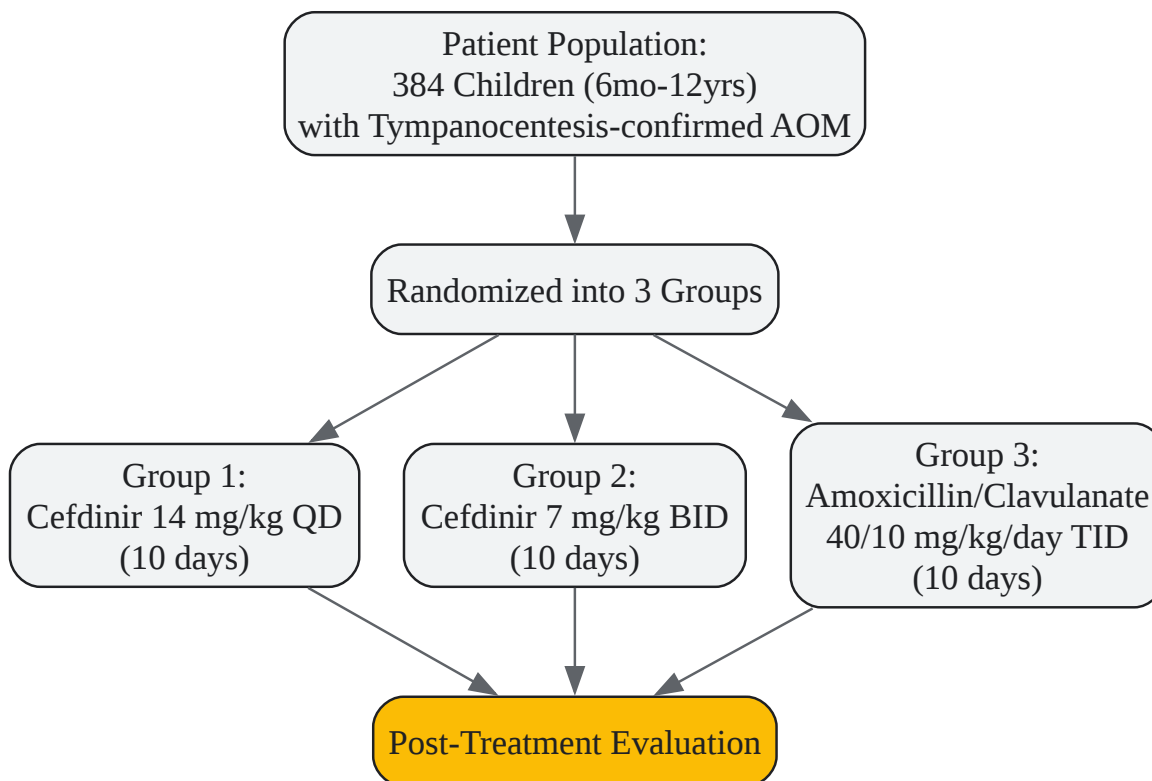 Patient Population:
384 Children (6mo-12yrs)
with Tympanocentesis-confirmed AOM
Randomized into 3 Groups
Group 1:
Cefdinir 14 mg/kg QD
(10 days)
Group 2:
Cefdinir 7 mg/kg BID
(10 days)
Group 3:
Amoxicillin/Clavulanate
40/10 mg/kg/day TID
(10 days)
Post-Treatment Evaluation